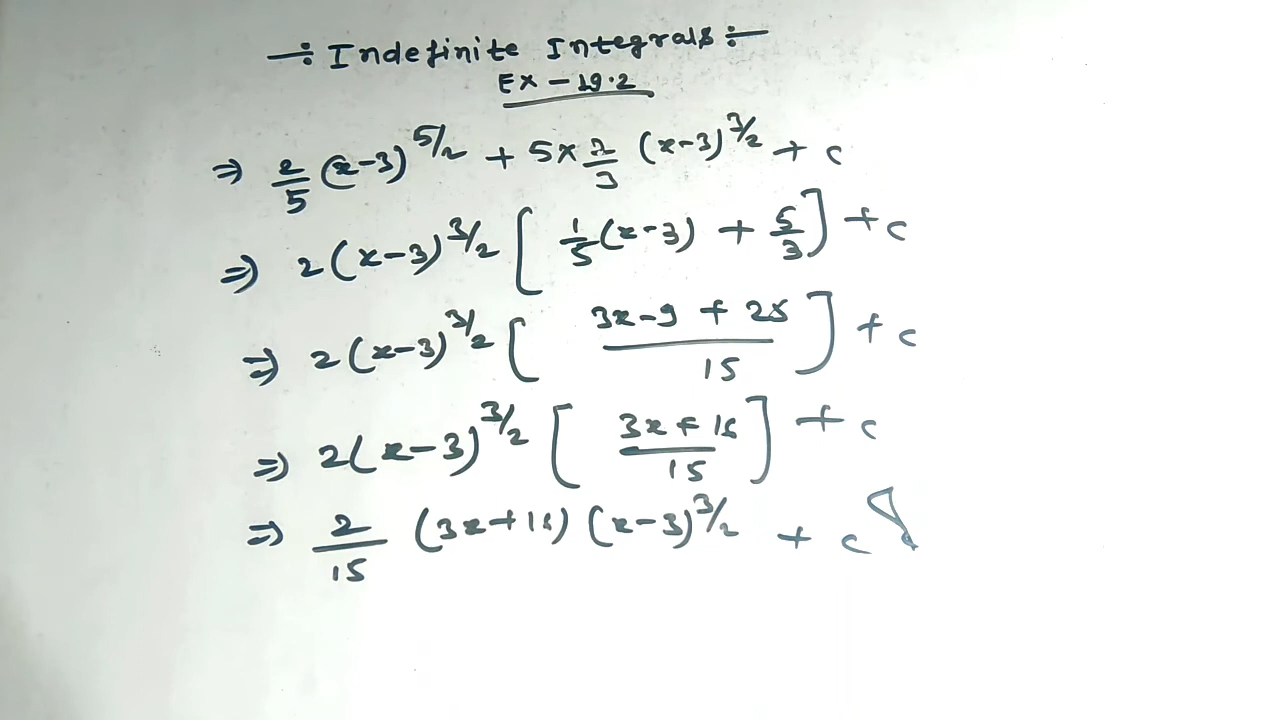 ÷ Indefinite Integrals ÷
EX - 19.2
⇒ 2/5 (x-3)^5/2 + 5 × 2/3 (x-3)^3/2 + c
⇒ 2(x-3)^3/2 [ 1/5 (x-3) + 5/3 ] + c
⇒ 2(x-3)^3/2 [ (3x-9 + 25)/15 ] + c
⇒ 2(x-3)^3/2 [ (3x + 16)/15 ] + c
⇒ 2/15 (3x+16) (x-3)^3/2 + c